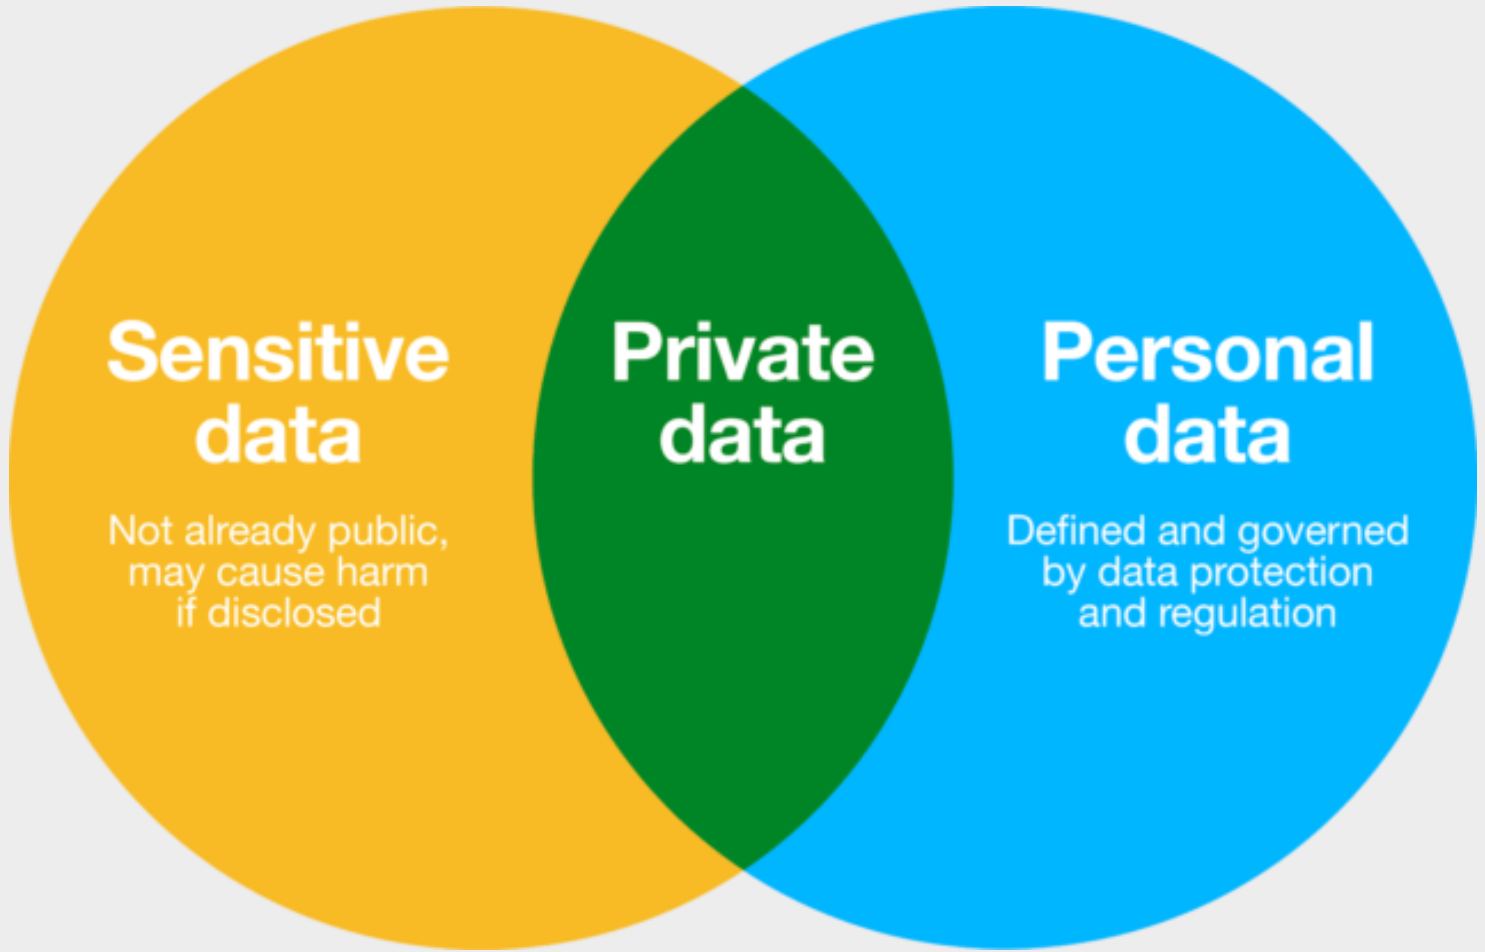 Sensitive
data
Not already public,
may cause harm
if disclosed
Private
data
Personal
data
Defined and governed
by data protection
and regulation